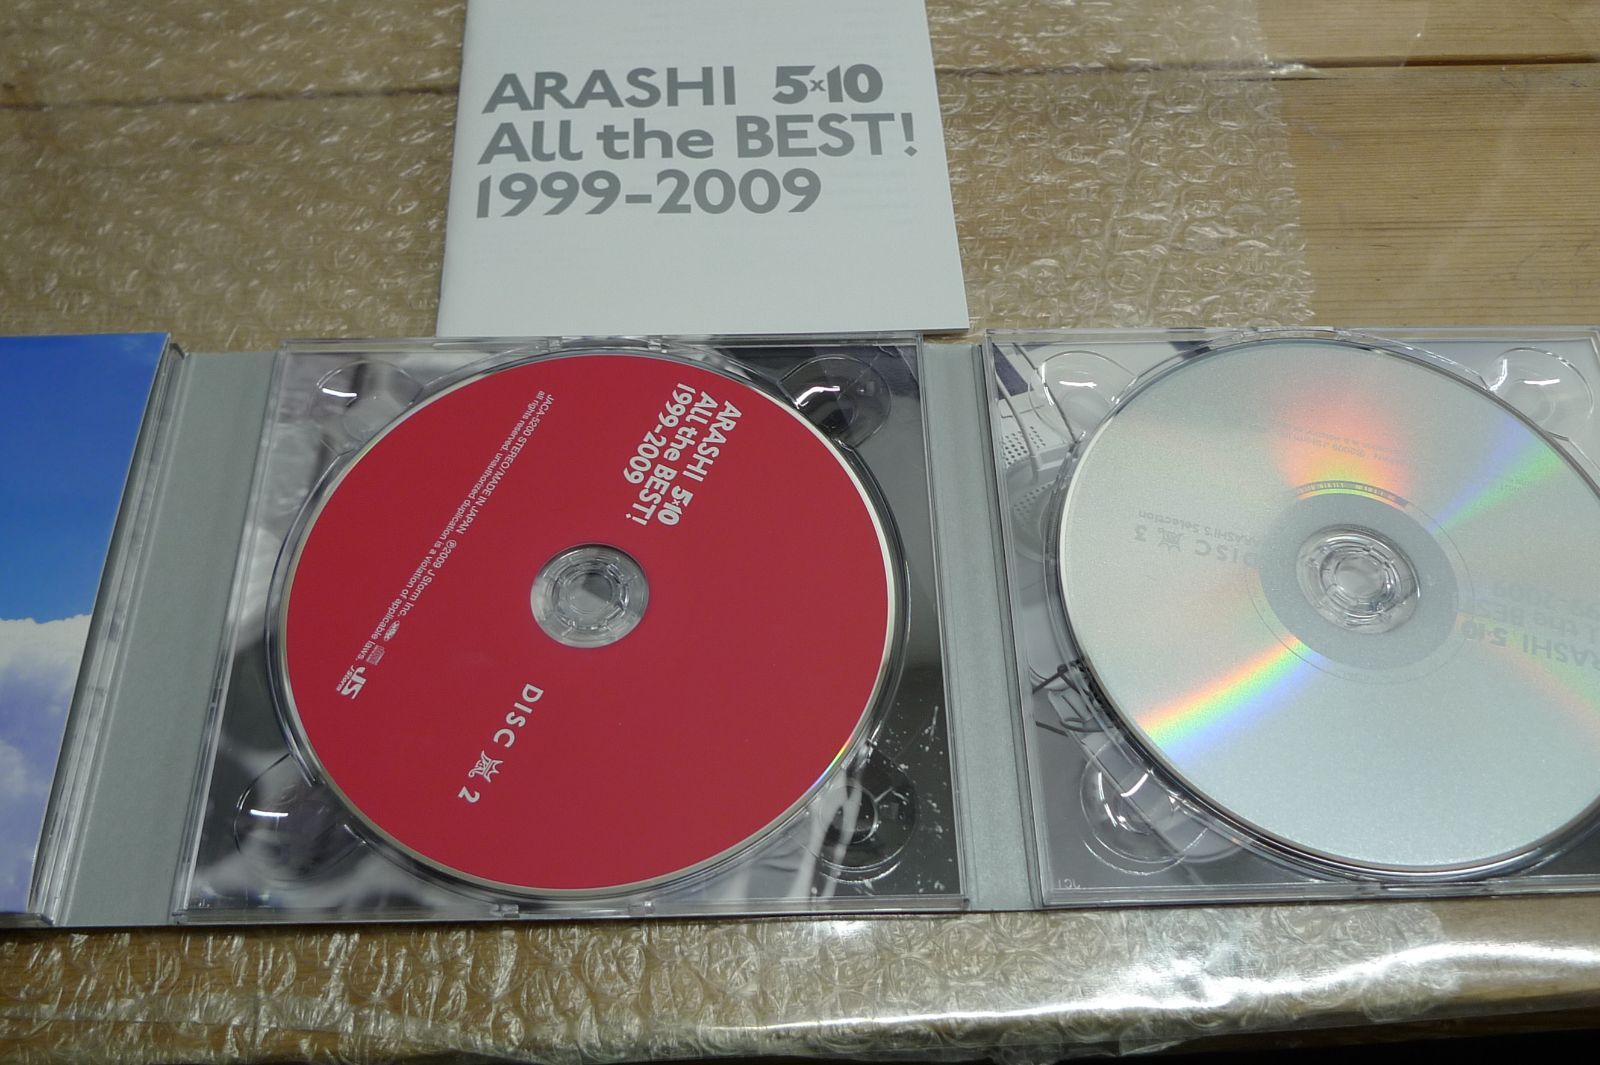 ARASHI 5×10
All the BEST!
1999-2009
ARASHI 5×10
ALL the BEST!
1999-2009
JACA-5200 STEREO/MADE IN JAPAN ℗2009 J Storm Inc.
all rights reserved. unauthorized duplication is a violation of applicable laws.
JS
J Storm
DISC 嵐 2
DISC 嵐 3
ARASHI'S Selection
ARASHI 5×10
the BEST